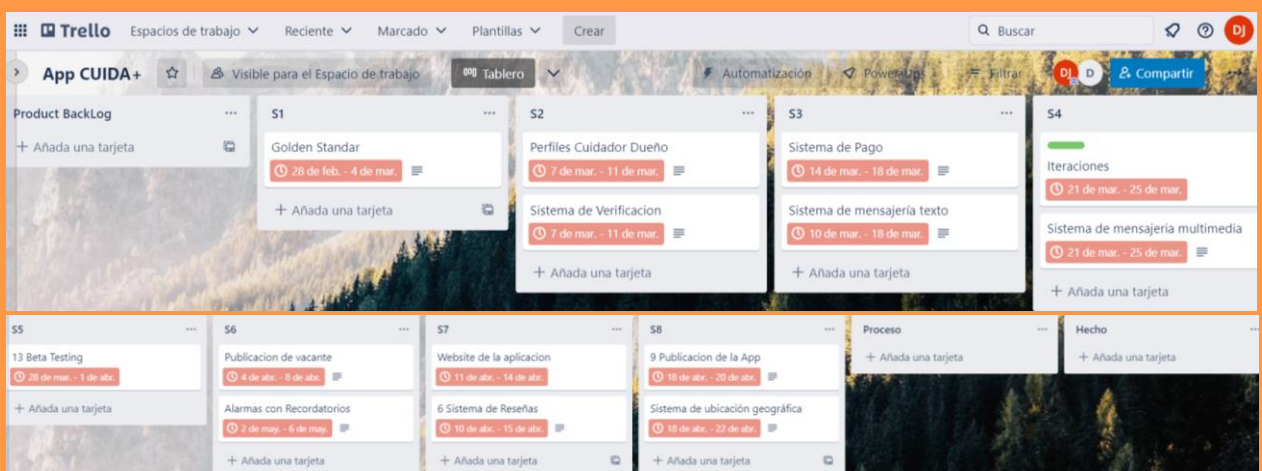 Trello Espacios de trabajo Reciente Marcado Plantillas Crear Buscar DJ
App CUIDA+ Visible para el Espacio de trabajo Tablero Automatización Power-Ups Filtrar DJ D Compartir
Product BackLog
+ Añada una tarjeta
S1
Golden Standar
28 de feb. - 4 de mar.
+ Añada una tarjeta
S2
Perfiles Cuidador Dueño
7 de mar. - 11 de mar.
Sistema de Verificacion
7 de mar. - 11 de mar.
+ Añada una tarjeta
S3
Sistema de Pago
14 de mar. - 18 de mar.
Sistema de mensajería texto
10 de mar. - 18 de mar.
+ Añada una tarjeta
S4
Iteraciones
21 de mar. - 25 de mar.
Sistema de mensajeria multimedia
21 de mar. - 25 de mar.
+ Añada una tarjeta
S5
13 Beta Testing
28 de mar. - 1 de abr.
+ Añada una tarjeta
S6
Publicacion de vacante
4 de abr. - 8 de abr.
Alarmas con Recordatorios
2 de may. - 6 de may.
+ Añada una tarjeta
S7
Website de la aplicacion
11 de abr. - 14 de abr.
6 Sistema de Reseñas
10 de abr. - 15 de abr.
+ Añada una tarjeta
S8
9 Publicacion de la App
18 de abr. - 20 de abr.
Sistema de ubicación geográfica
18 de abr. - 22 de abr.
+ Añada una tarjeta
Proceso
+ Añada una tarjeta
Hecho
+ Añada una tarjeta